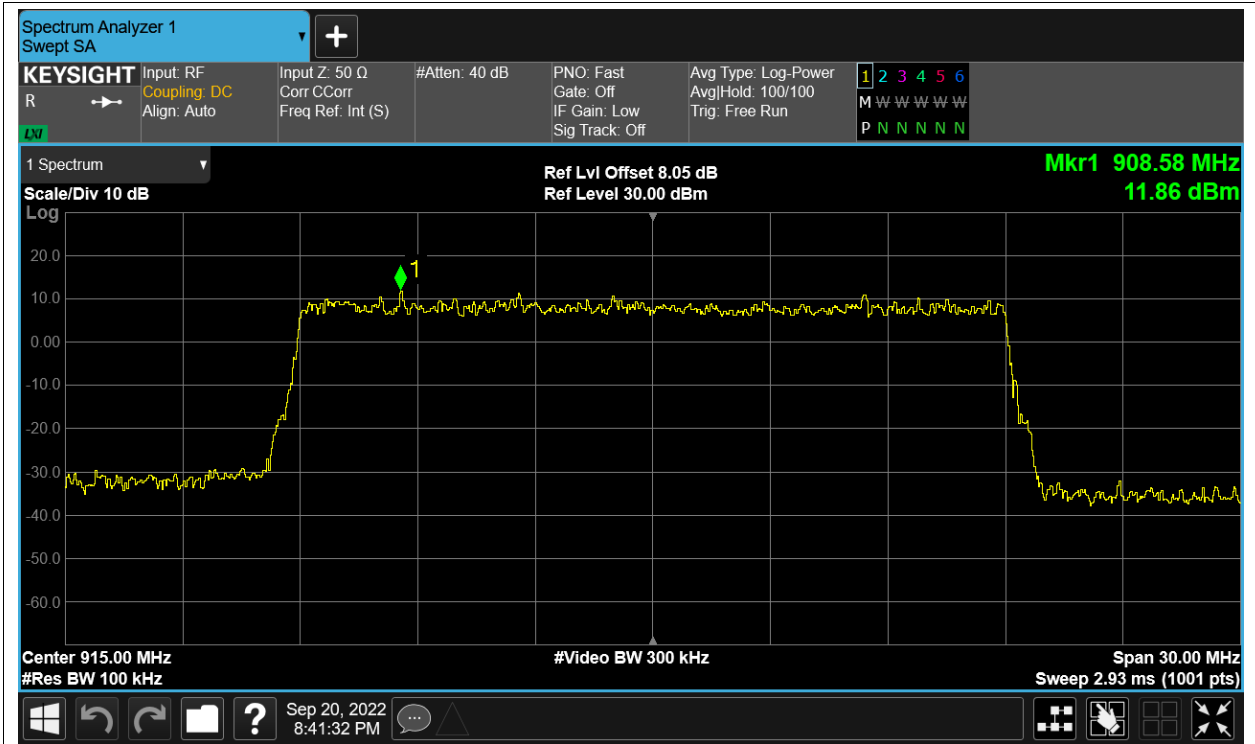 Spectrum Analyzer 1
Swept SA
+
KEYSIGHT
R
LXI
Input: RF
Coupling: DC
Align: Auto
Input Z: 50 Ω
Corr CCorr
Freq Ref: Int (S)
#Atten: 40 dB
PNO: Fast
Gate: Off
IF Gain: Low
Sig Track: Off
Avg Type: Log-Power
Avg|Hold: 100/100
Trig: Free Run
1 2 3 4 5 6
M W W W W W
P N N N N N
1 Spectrum
Scale/Div 10 dB
Log
Ref Lvl Offset 8.05 dB
Ref Level 30.00 dBm
Mkr1 908.58 MHz
11.86 dBm
1
20.0
10.0
0.00
-10.0
-20.0
-30.0
-40.0
-50.0
-60.0
Center 915.00 MHz
#Res BW 100 kHz
#Video BW 300 kHz
Span 30.00 MHz
Sweep 2.93 ms (1001 pts)
?
Sep 20, 2022
8:41:32 PM